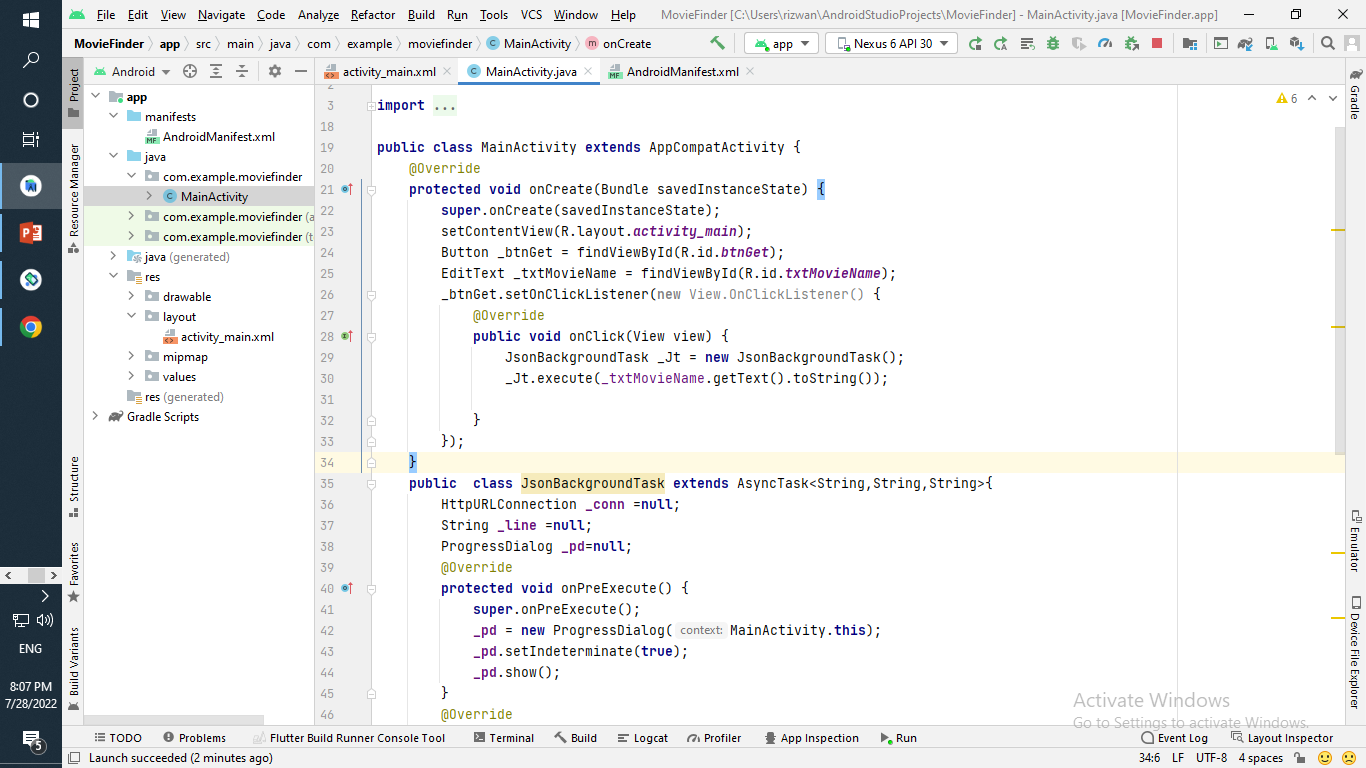 File Edit View Navigate Code Analyze Refactor Build Run Tools VCS Window Help MovieFinder [C:\Users\rizwan\AndroidStudioProjects\MovieFinder] - MainActivity.java [MovieFinder.app]
MovieFinder app src main java com example moviefinder MainActivity onCreate app Nexus 6 API 30
Android activity_main.xml MainActivity.java AndroidManifest.xml
Project
Resource Manager
Structure
Favorites
Build Variants
app
manifests
AndroidManifest.xml
java
com.example.moviefinder
MainActivity
com.example.moviefinder (a
com.example.moviefinder (t
java (generated)
res
drawable
layout
activity_main.xml
mipmap
values
res (generated)
Gradle Scripts
2
3 import ...
18
19 public class MainActivity extends AppCompatActivity {
20 @Override
21 protected void onCreate(Bundle savedInstanceState) {
22 super.onCreate(savedInstanceState);
23 setContentView(R.layout.activity_main);
24 Button _btnGet = findViewById(R.id.btnGet);
25 EditText _txtMovieName = findViewById(R.id.txtMovieName);
26 _btnGet.setOnClickListener(new View.OnClickListener() {
27 @Override
28 public void onClick(View view) {
29 JsonBackgroundTask _Jt = new JsonBackgroundTask();
30 _Jt.execute(_txtMovieName.getText().toString());
31
32 }
33 });
34 }
35 public  class JsonBackgroundTask extends AsyncTask<String,String,String>{
36 HttpURLConnection _conn =null;
37 String _line =null;
38 ProgressDialog _pd=null;
39 @Override
40 protected void onPreExecute() {
41 super.onPreExecute();
42 _pd = new ProgressDialog( context: MainActivity.this);
43 _pd.setIndeterminate(true);
44 _pd.show();
45 }
46 @Override
6
Gradle
Emulator
Device File Explorer
Activate Windows
Go to Settings to activate Windows.
TODO Problems Flutter Build Runner Console Tool Terminal Build Logcat Profiler App Inspection Run Event Log Layout Inspector
Launch succeeded (2 minutes ago) 34:6 LF UTF-8 4 spaces
ENG
8:07 PM
7/28/2022
5